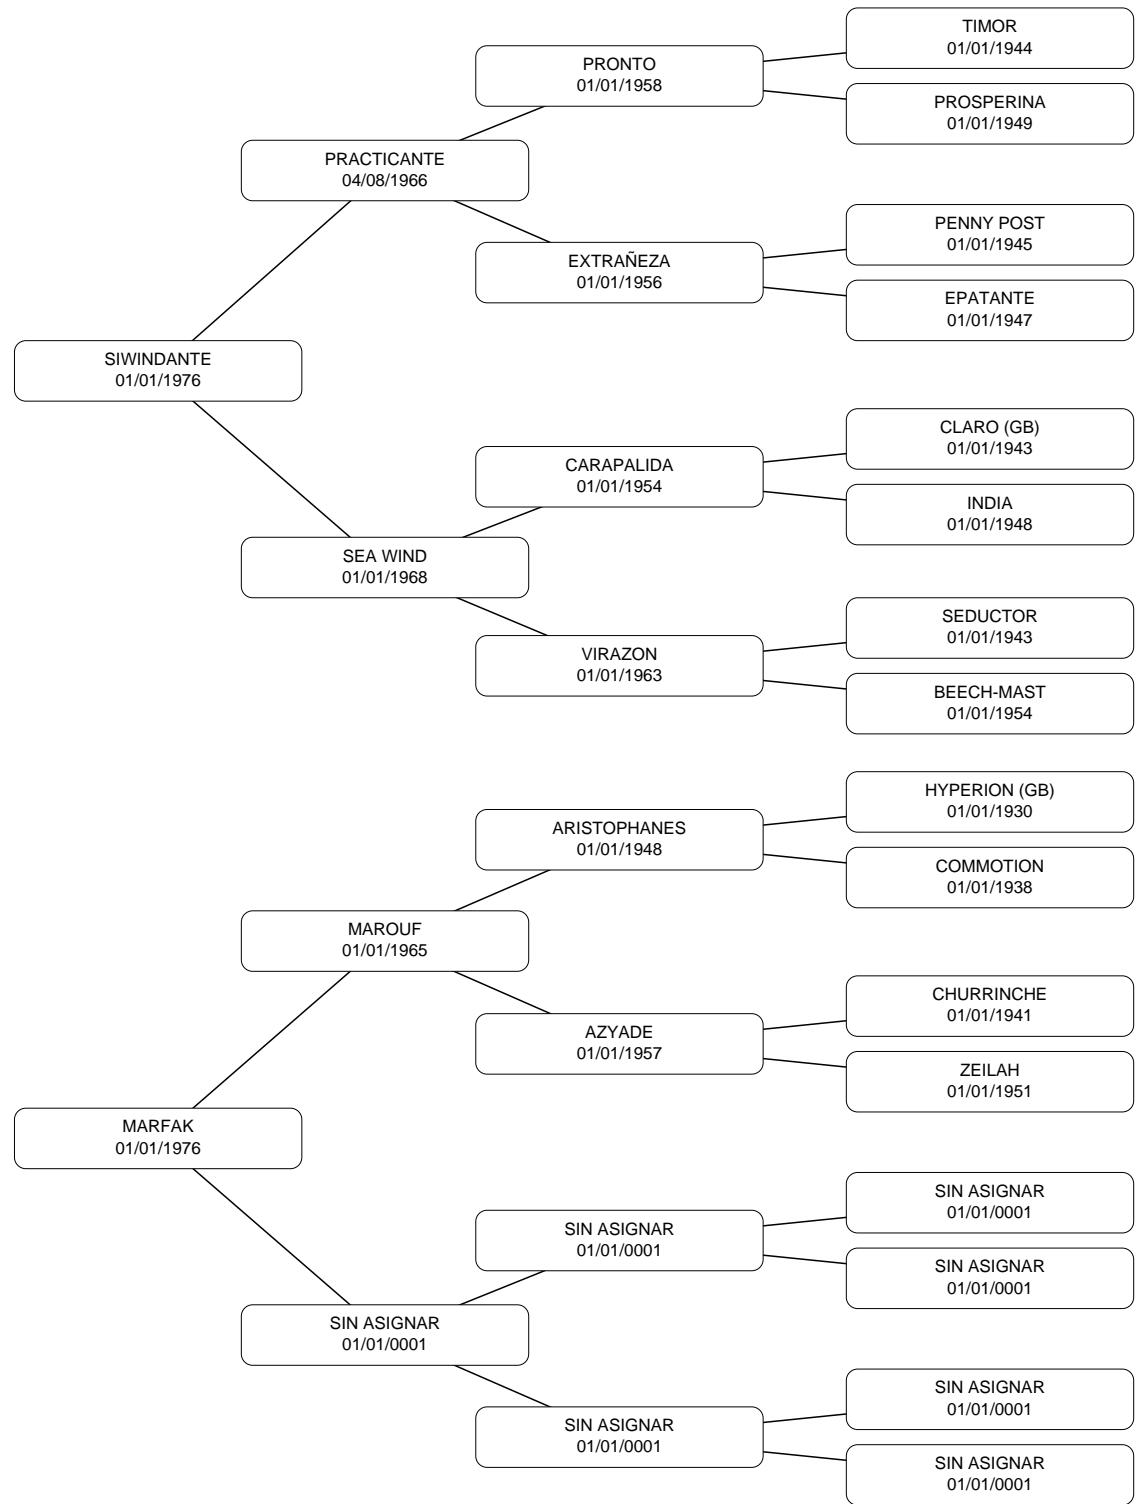 TIMOR
01/01/1944
PRONTO
01/01/1958
PROSPERINA
01/01/1949
PRACTICANTE
04/08/1966
PENNY POST
01/01/1945
EXTRAÑEZA
01/01/1956
EPATANTE
01/01/1947
SIWINDANTE
01/01/1976
CLARO (GB)
01/01/1943
CARAPALIDA
01/01/1954
INDIA
01/01/1948
SEA WIND
01/01/1968
SEDUCTOR
01/01/1943
VIRAZON
01/01/1963
BEECH-MAST
01/01/1954
HYPERION (GB)
01/01/1930
ARISTOPHANES
01/01/1948
COMMOTION
01/01/1938
MAROUF
01/01/1965
CHURRINCHE
01/01/1941
AZYADE
01/01/1957
ZEILAH
01/01/1951
MARFAK
01/01/1976
SIN ASIGNAR
01/01/0001
SIN ASIGNAR
01/01/0001
SIN ASIGNAR
01/01/0001
SIN ASIGNAR
01/01/0001
SIN ASIGNAR
01/01/0001
SIN ASIGNAR
01/01/0001
SIN ASIGNAR
01/01/0001